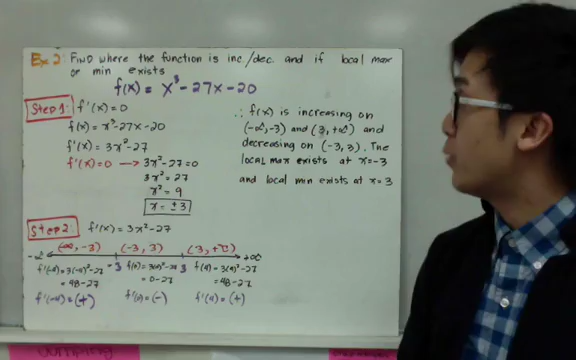 Ex 2: Find where the function is inc./dec. and if local max
or min exists
f(x) = x³-27x-20
Step 1: f'(x)=0
f(x)=x³-27x-20
f'(x)=3x²-27
f'(x)=0 → 3x²-27=0
3x²=27
x²=9
x=±3
∴ f(x) is increasing on
(-∞,-3) and (3,+∞) and
decreasing on (-3,3). The
local max exists at x=-3
and local min exists at x=3
Step 2: f'(x)=3x²-27
(-∞,-3) (-3,3) (3,+∞)
-∞ -3 3 +∞
f'(-4)=3(-4)²-27 f'(0)=3(0)²-27 f'(4)=3(4)²-27
=48-27 =0-27 =48-27
f'(-4)=(+) f'(0)=(-) f'(4)=(+)